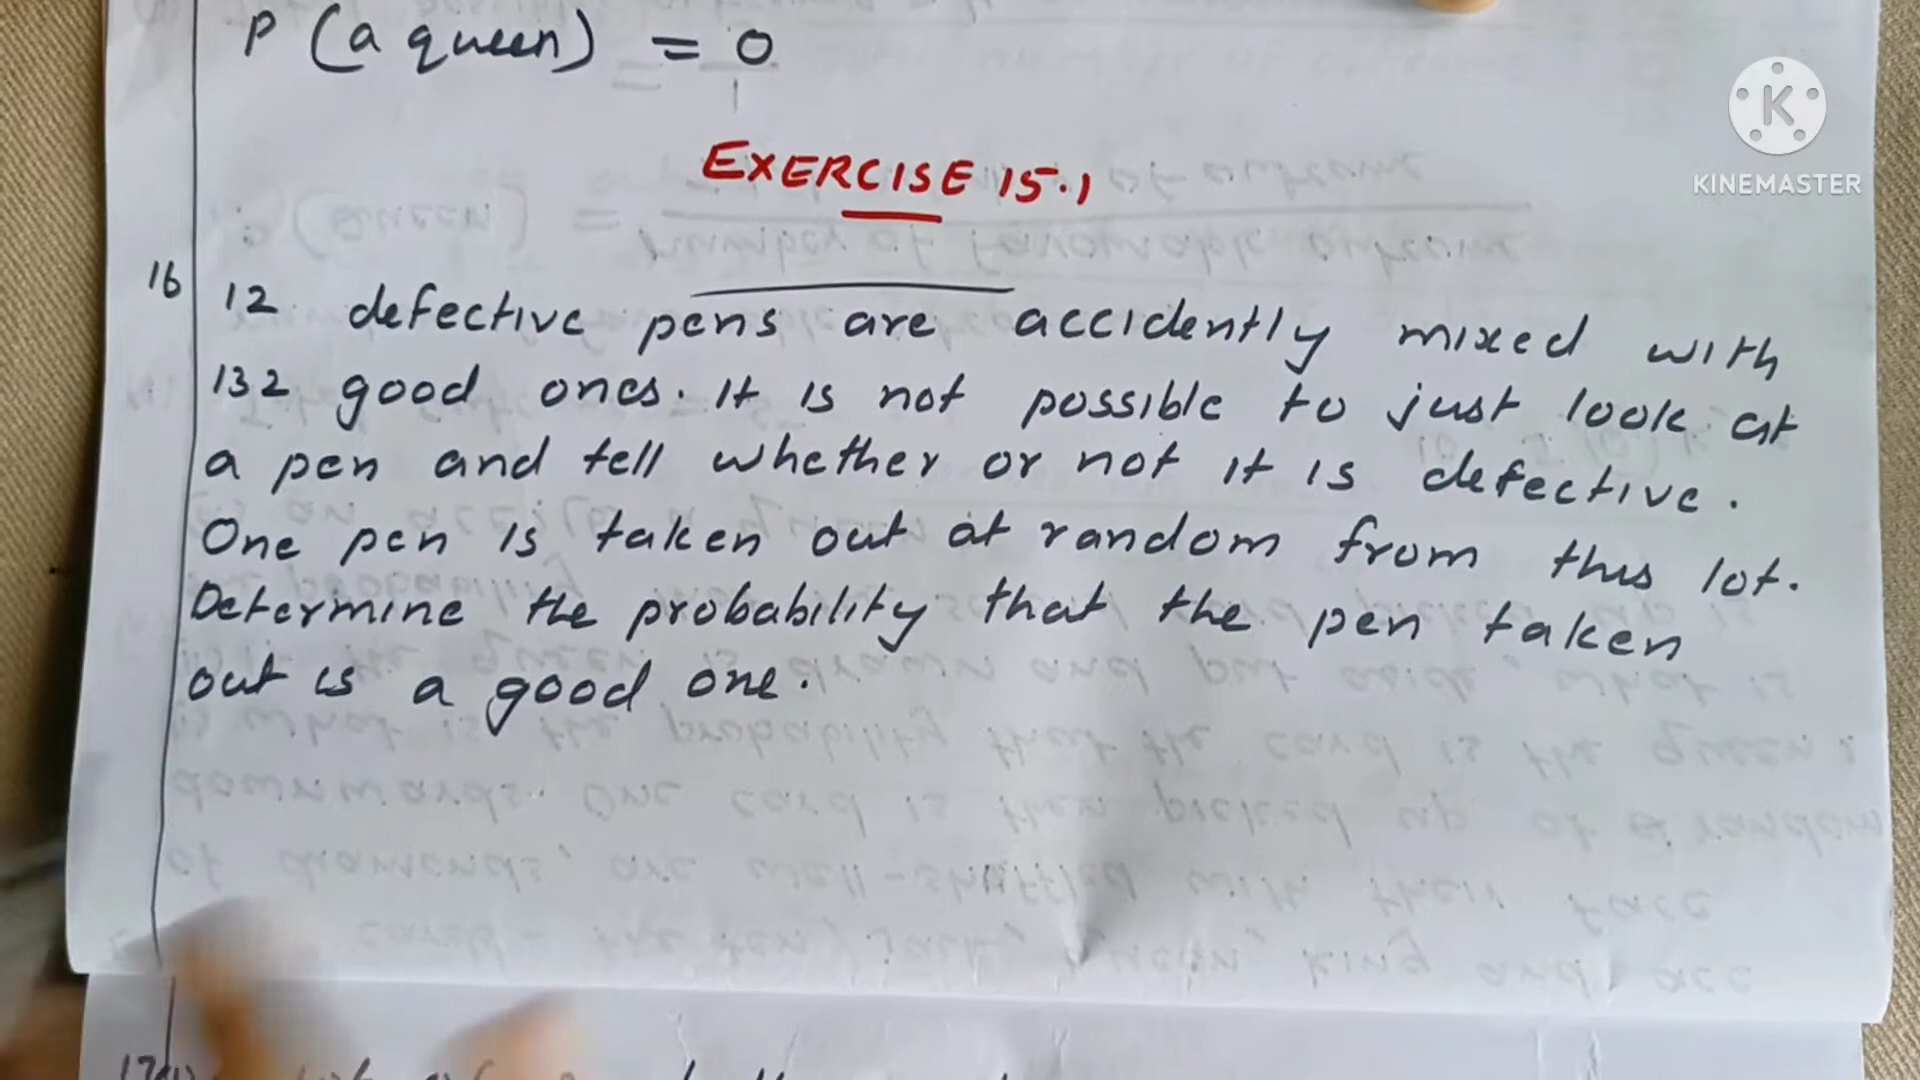 P (a queen) = 0
KINEMASTER
EXERCISE 15.1
16 12 defective pens are accidently mixed with
132 good ones. It is not possible to just look at
a pen and tell whether or not it is defective.
One pen is taken out at random from this lot.
Determine the probability that the pen taken
out is a good one.